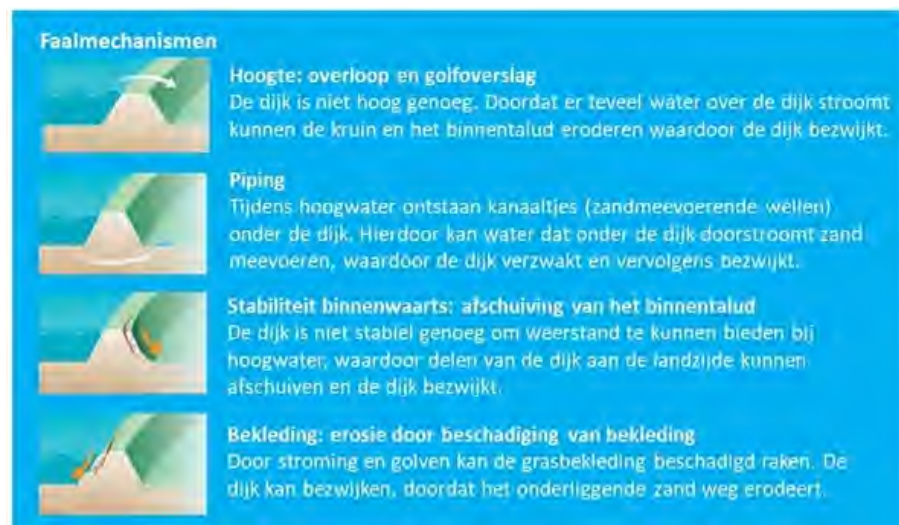 Faalmechanismen
Hoogte: overloop en golfoverslag
De dijk is niet hoog genoeg. Doordat er teveel water over de dijk stroomt
kunnen de kruin en het binnentalud eroderen waardoor de dijk bezwijkt.
Piping
Tijdens hoogwater ontstaan kanaaltjes (zandmeevoerende wellen)
onder de dijk. Hierdoor kan water dat onder de dijk doorstroomt zand
meevoeren, waardoor de dijk verzwakt en vervolgens bezwijkt.
Stabiliteit binnenwaarts: afschuiving van het binnentalud
De dijk is niet stabiel genoeg om weerstand te kunnen bieden bij
hoogwater, waardoor delen van de dijk aan de landzijde kunnen
afschuiven en de dijk bezwijkt.
Bekleding: erosie door beschadiging van bekleding
Door stroming en golven kan de grasbekleding beschadigd raken. De
dijk kan bezwijken, doordat het onderliggende zand weg erodeert.